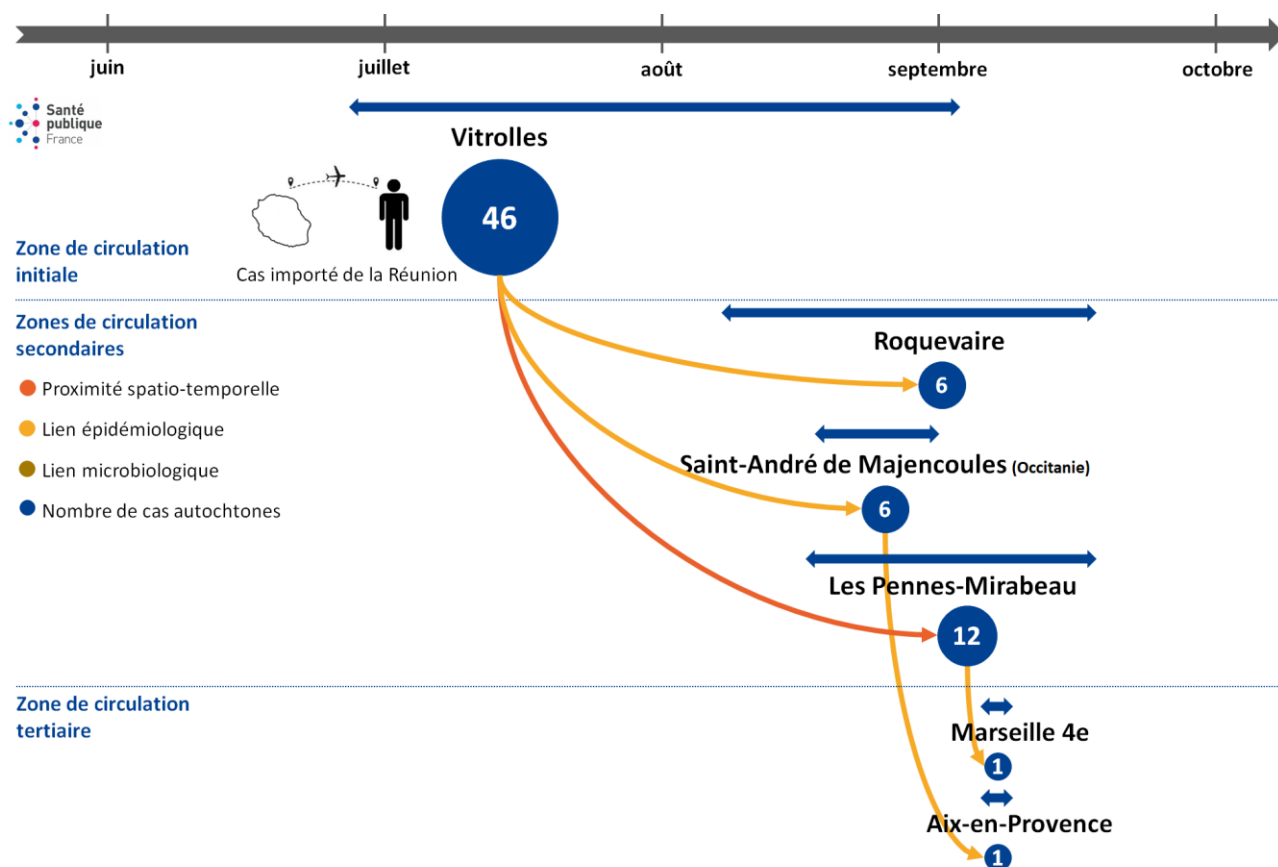 juin juillet août septembre octobre
Santé
publique
France
Vitrolles
46
Cas importé de la Réunion
Zone de circulation
initiale
Zones de circulation
secondaires
Proximité spatio-temporelle
Lien épidémiologique
Lien microbiologique
Nombre de cas autochtones
Roquevaire
6
Saint-André de Majencoules (Occitanie)
6
Les Pennes-Mirabeau
12
Zone de circulation
tertiaire
Marseille 4e
1
Aix-en-Provence
1